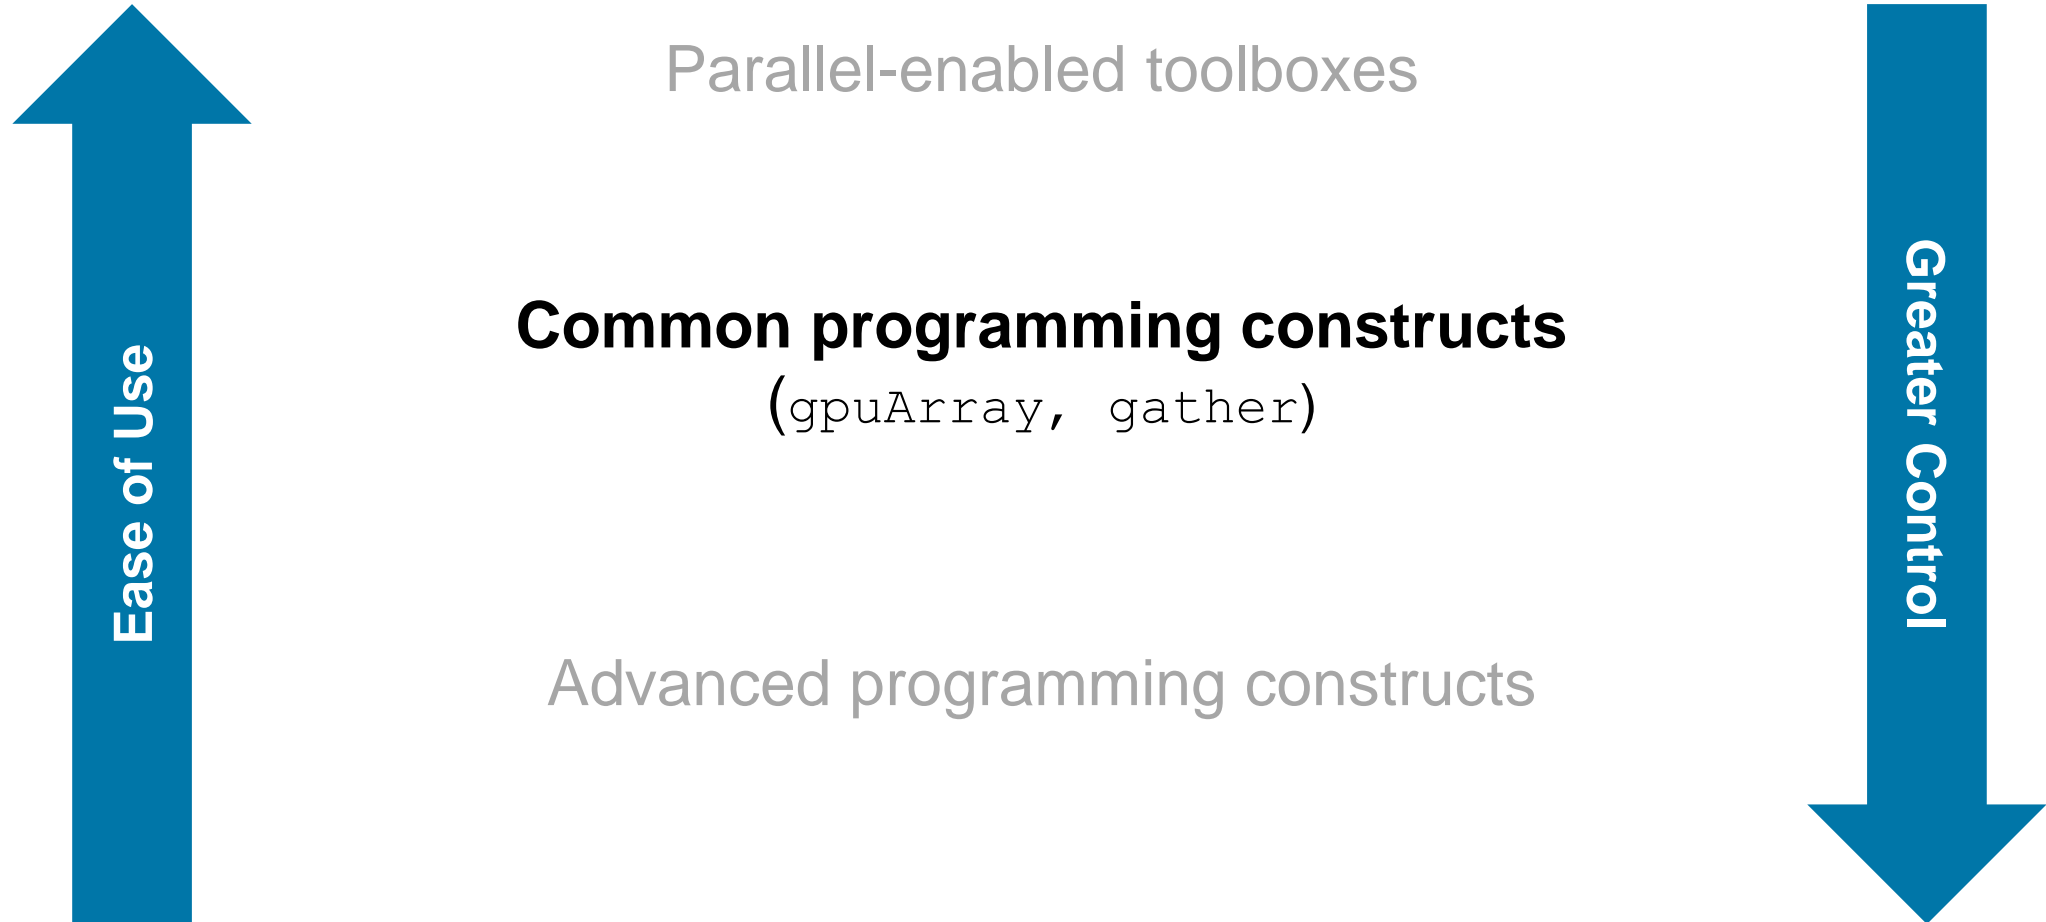 Parallel-enabled toolboxes
Common programming constructs
(gpuArray, gather)
Advanced programming constructs
Ease of Use
Greater Control